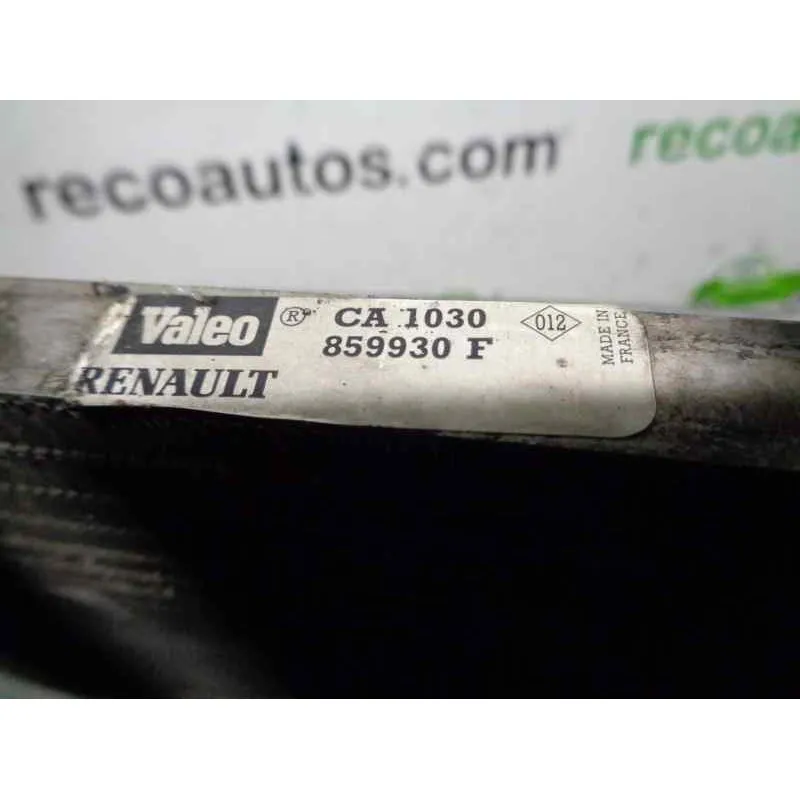 recoautos.com
recoa
Valeo ® CA 1030 012
859930 F
RENAULT
MADE IN
FRANCE